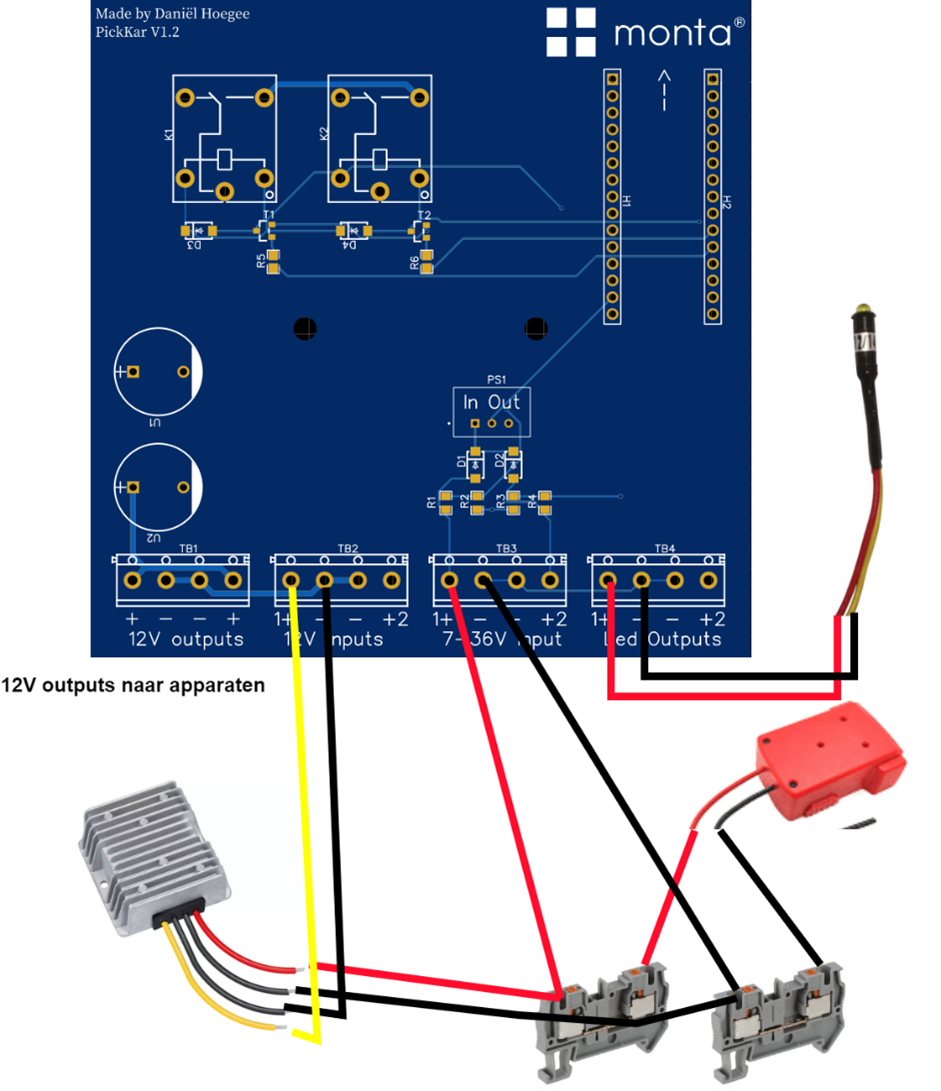 Made by Daniël Hoegee
PickKar V1.2
monta®
K1
K2
H1
H2
T1
T2
D3
D4
R5
R6
U1
U2
PS1
In Out
D1
D2
R1
R2
R3
R4
TB1
TB2
TB3
TB4
+ − − +
1+ − − +2
1+ − − +2
1+ − − +2
12V outputs
12V inputs
7-36V input
Led Outputs
12V outputs naar apparaten